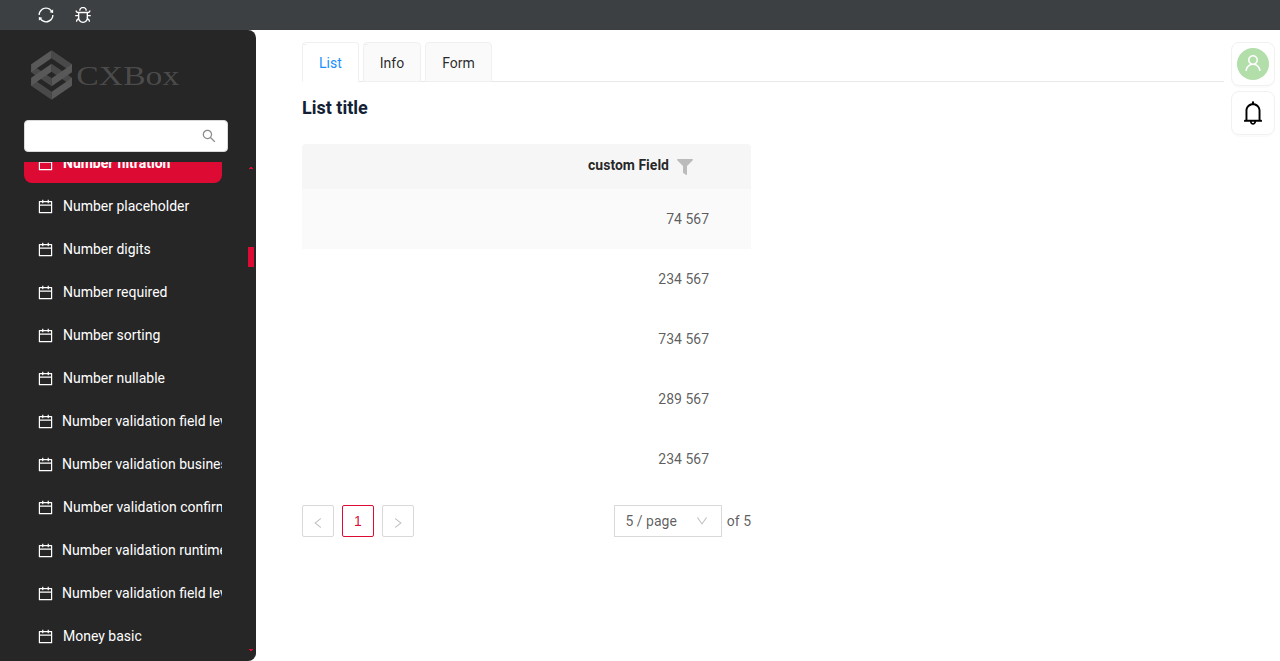 CXBox
Number filtration
Number placeholder
Number digits
Number required
Number sorting
Number nullable
Number validation field lev
Number validation busine
Number validation confirm
Number validation runtime
Number validation field lev
Money basic
List Info Form
List title
custom Field
74 567
234 567
734 567
289 567
234 567
< 1 >
5 / page of 5